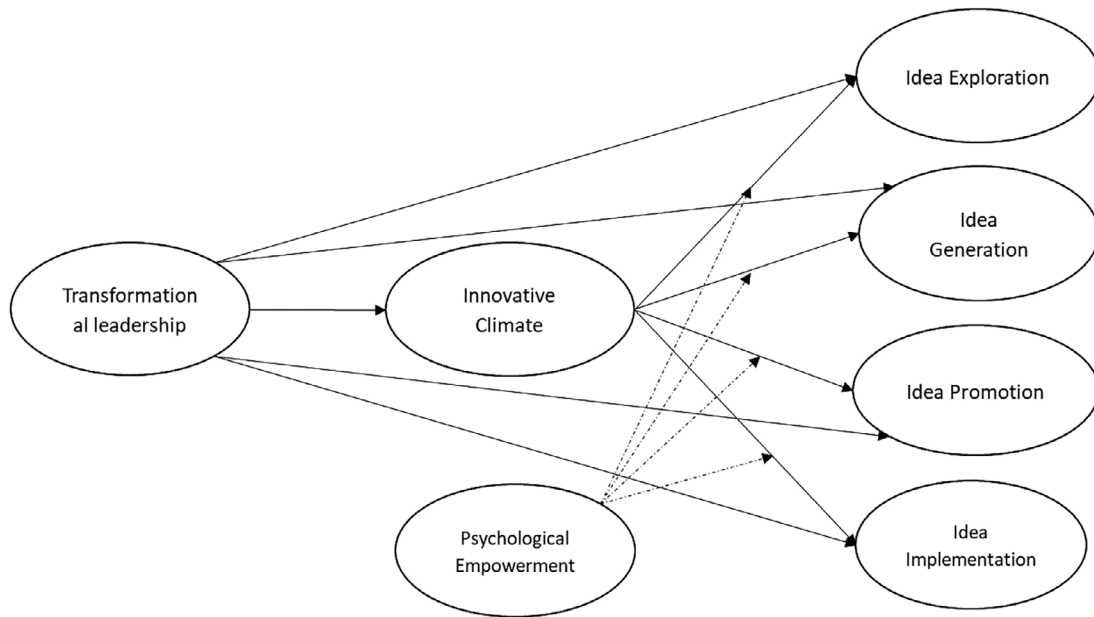 Idea Exploration
Idea
Generation
Transformation
al leadership
Innovative
Climate
Idea Promotion
Psychological
Empowerment
Idea
Implementation